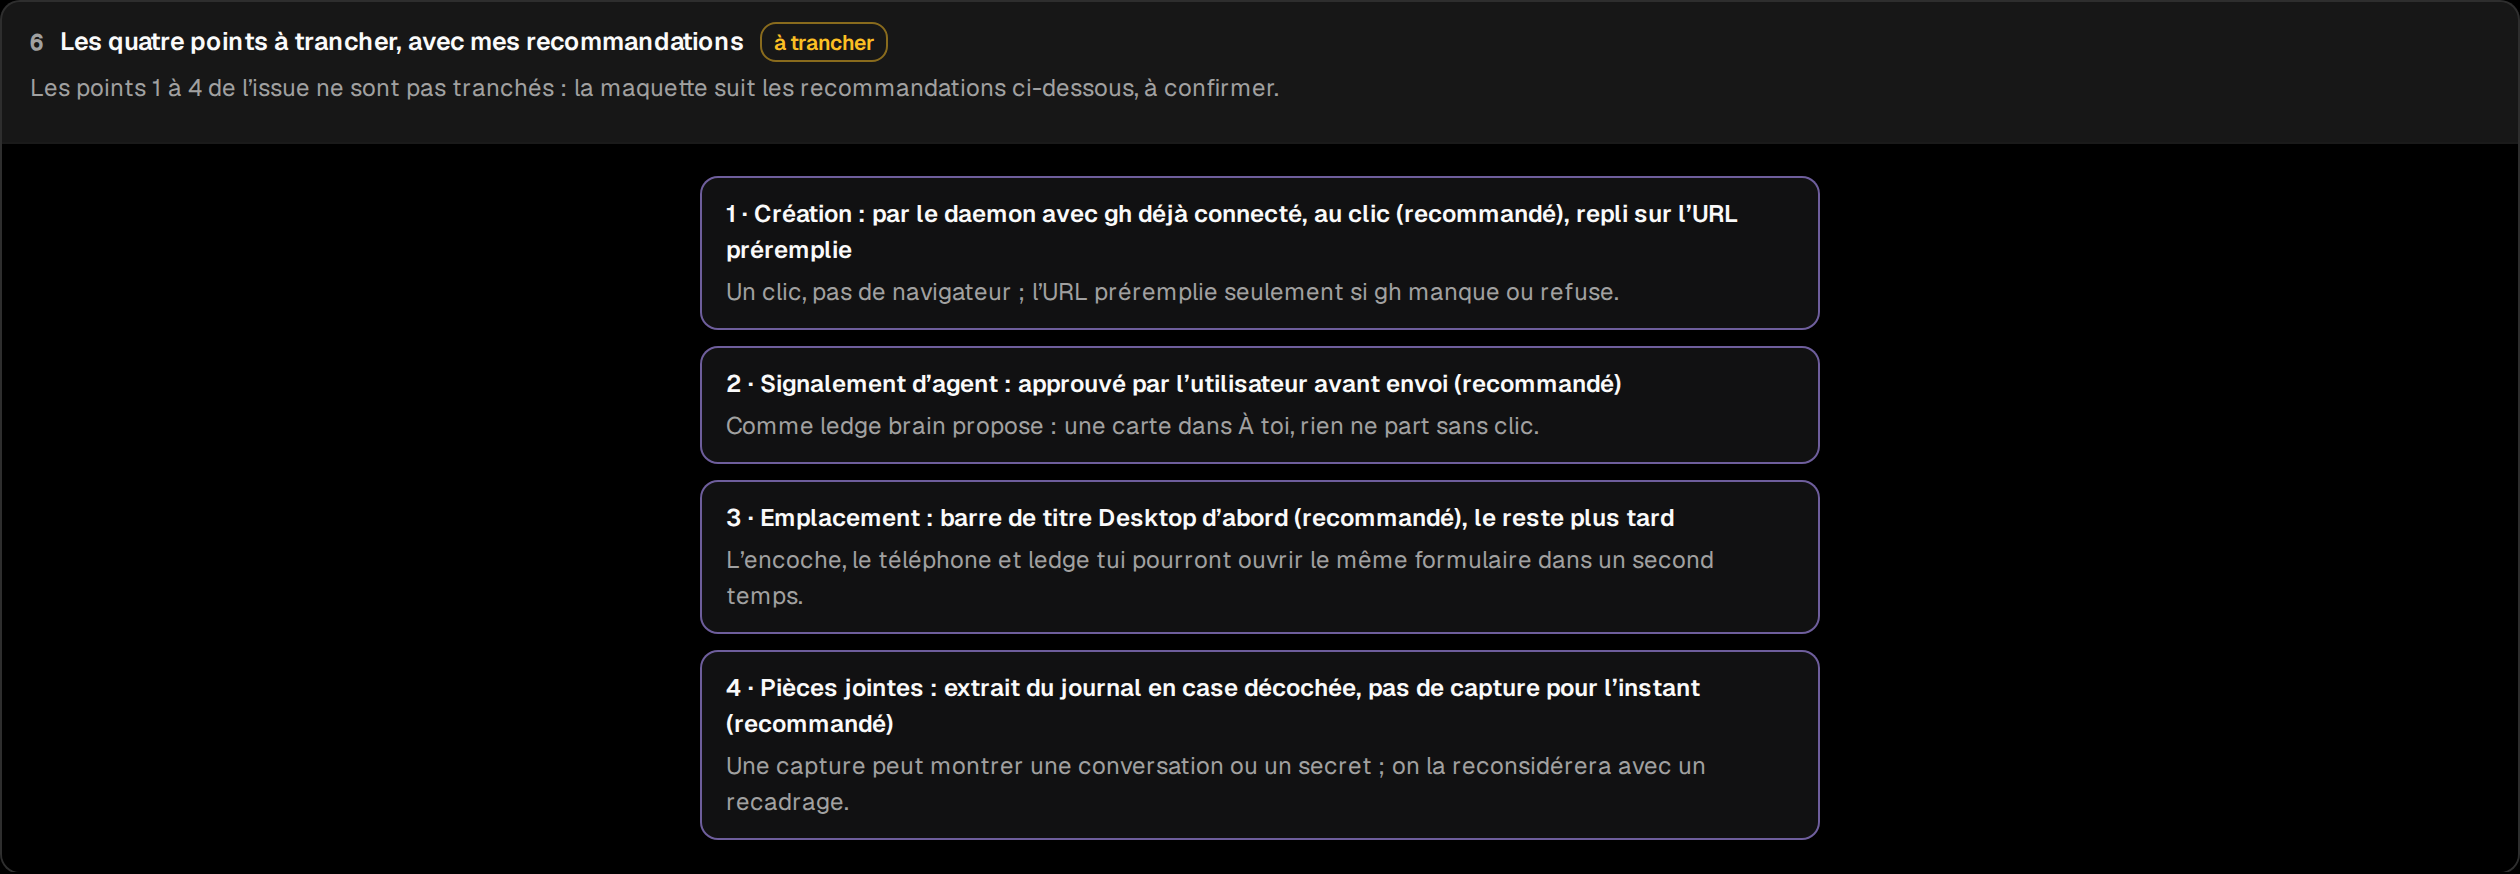 6 Les quatre points à trancher, avec mes recommandations à trancher
Les points 1 à 4 de l’issue ne sont pas tranchés : la maquette suit les recommandations ci-dessous, à confirmer.
1 · Création : par le daemon avec gh déjà connecté, au clic (recommandé), repli sur l’URL
préremplie
Un clic, pas de navigateur ; l’URL préremplie seulement si gh manque ou refuse.
2 · Signalement d’agent : approuvé par l’utilisateur avant envoi (recommandé)
Comme ledge brain propose : une carte dans À toi, rien ne part sans clic.
3 · Emplacement : barre de titre Desktop d’abord (recommandé), le reste plus tard
L’encoche, le téléphone et ledge tui pourront ouvrir le même formulaire dans un second
temps.
4 · Pièces jointes : extrait du journal en case décochée, pas de capture pour l’instant
(recommandé)
Une capture peut montrer une conversation ou un secret ; on la reconsidérera avec un
recadrage.